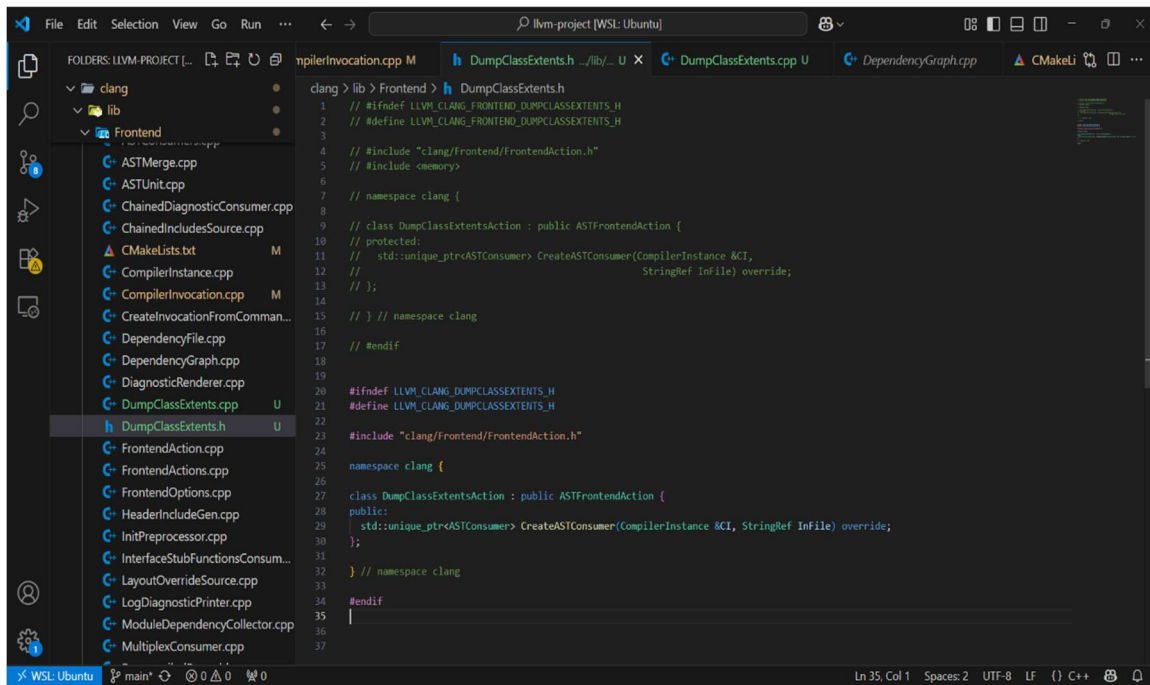 File Edit Selection View Go Run ··· llvm-project [WSL: Ubuntu]
FOLDERS: LLVM-PROJECT [...
clang
lib
Frontend
ASTMerge.cpp
ASTUnit.cpp
ChainedDiagnosticConsumer.cpp
ChainedIncludesSource.cpp
CMakeLists.txt M
CompilerInstance.cpp
CompilerInvocation.cpp M
CreateInvocationFromComman...
DependencyFile.cpp
DependencyGraph.cpp
DiagnosticRenderer.cpp
DumpClassExtents.cpp U
DumpClassExtents.h U
FrontendAction.cpp
FrontendActions.cpp
FrontendOptions.cpp
HeaderIncludeGen.cpp
InitPreprocessor.cpp
InterfaceStubFunctionsConsum...
LayoutOverrideSource.cpp
LogDiagnosticPrinter.cpp
ModuleDependencyCollector.cpp
MultiplexConsumer.cpp
8
1
mpilerInvocation.cpp M DumpClassExtents.h .../lib/... U DumpClassExtents.cpp U DependencyGraph.cpp CMakeLi ···
clang > lib > Frontend > h DumpClassExtents.h
1 // #ifndef LLVM_CLANG_FRONTEND_DUMPCLASSEXTENTS_H
2 // #define LLVM_CLANG_FRONTEND_DUMPCLASSEXTENTS_H
3
4 // #include "clang/Frontend/FrontendAction.h"
5 // #include <memory>
6
7 // namespace clang {
8
9 // class DumpClassExtentsAction : public ASTFrontendAction {
10 // protected:
11 //   std::unique_ptr<ASTConsumer> CreateASTConsumer(CompilerInstance &CI,
12 //                                                  StringRef InFile) override;
13 // };
14
15 // } // namespace clang
16
17 // #endif
18
19
20 #ifndef LLVM_CLANG_DUMPCLASSEXTENTS_H
21 #define LLVM_CLANG_DUMPCLASSEXTENTS_H
22
23 #include "clang/Frontend/FrontendAction.h"
24
25 namespace clang {
26
27 class DumpClassExtentsAction : public ASTFrontendAction {
28 public:
29   std::unique_ptr<ASTConsumer> CreateASTConsumer(CompilerInstance &CI, StringRef InFile) override;
30 };
31
32 } // namespace clang
33
34 #endif
35
36
37
WSL: Ubuntu main* 0 0 0 Ln 35, Col 1 Spaces: 2 UTF-8 LF {} C++